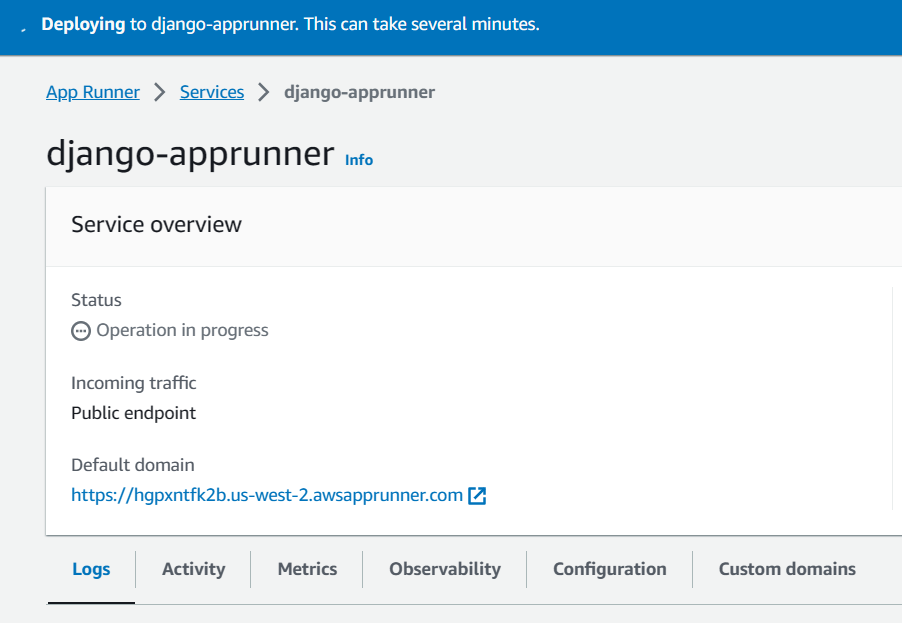 Deploying to django-apprunner. This can take several minutes.
App Runner > Services > django-apprunner
django-apprunner Info
Service overview
Status
Operation in progress
Incoming traffic
Public endpoint
Default domain
https://hgpxntfk2b.us-west-2.awsapprunner.com
Logs Activity Metrics Observability Configuration Custom domains